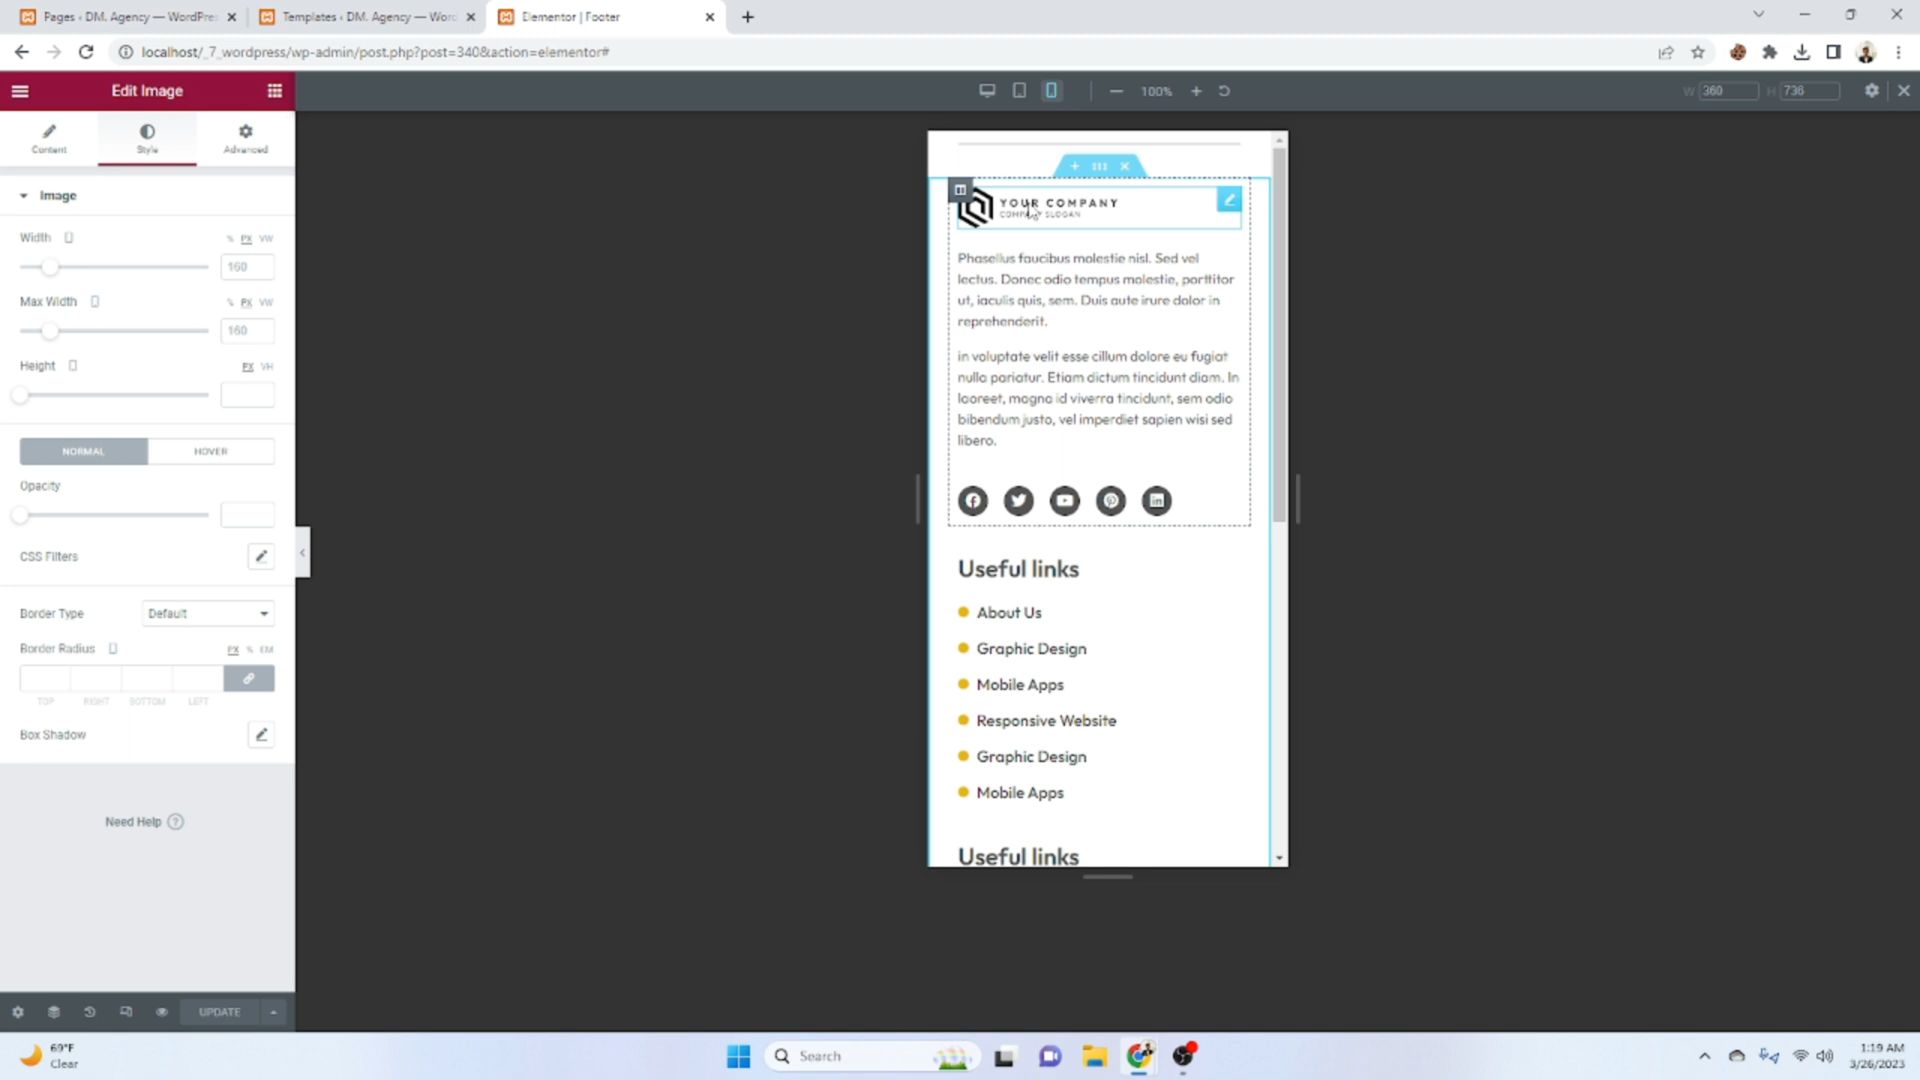 Pages ‹ DM. Agency — WordPre
Templates ‹ DM. Agency — Word
Elementor | Footer
localhost/_7_wordpress/wp-admin/post.php?post=340&action=elementor#
Edit Image
100%
W 360
H 736
Content
Style
Advanced
Image
Width
% PX VW
160
Max Width
% PX VW
160
Height
PX VH
NORMAL
HOVER
Opacity
CSS Filters
Border Type
Default
Border Radius
PX % EM
TOP RIGHT BOTTOM LEFT
Box Shadow
Need Help
UPDATE
YOUR COMPANY
COMPANY SLOGAN
Phasellus faucibus molestie nisl. Sed vel
lectus. Donec odio tempus molestie, porttitor
ut, iaculis quis, sem. Duis aute irure dolor in
reprehenderit.
in voluptate velit esse cillum dolore eu fugiat
nulla pariatur. Etiam dictum tincidunt diam. In
laoreet, magna id viverra tincidunt, sem odio
bibendum justo, vel imperdiet sapien wisi sed
libero.
Useful links
About Us
Graphic Design
Mobile Apps
Responsive Website
Graphic Design
Mobile Apps
Useful links
69°F
Clear
Search
1:19 AM
3/26/2023